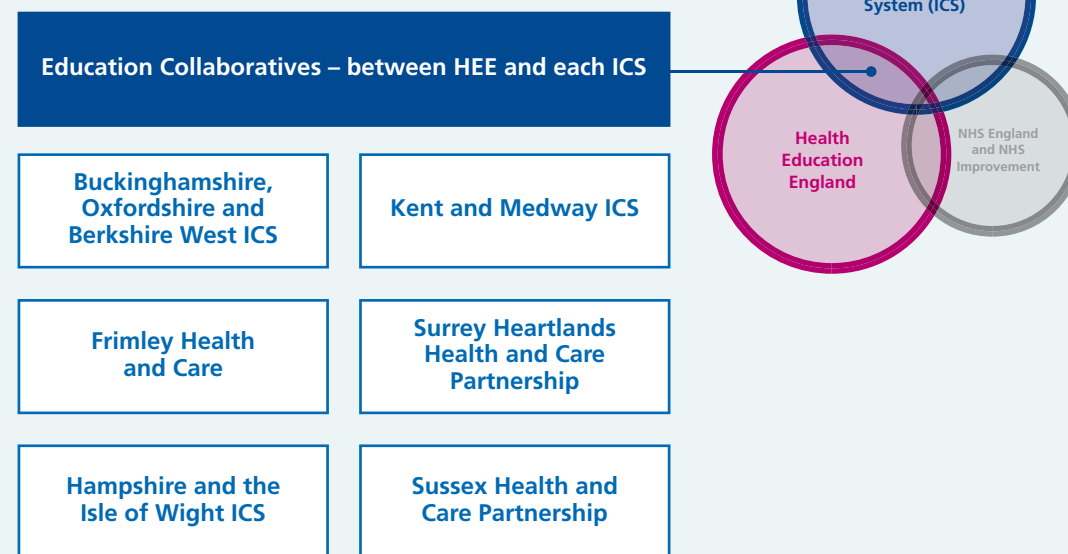 System (ICS)
Education Collaboratives – between HEE and each ICS
Health
Education
England
NHS England
and NHS
Improvement
Buckinghamshire,
Oxfordshire and
Berkshire West ICS
Kent and Medway ICS
Frimley Health
and Care
Surrey Heartlands
Health and Care
Partnership
Hampshire and the
Isle of Wight ICS
Sussex Health and
Care Partnership